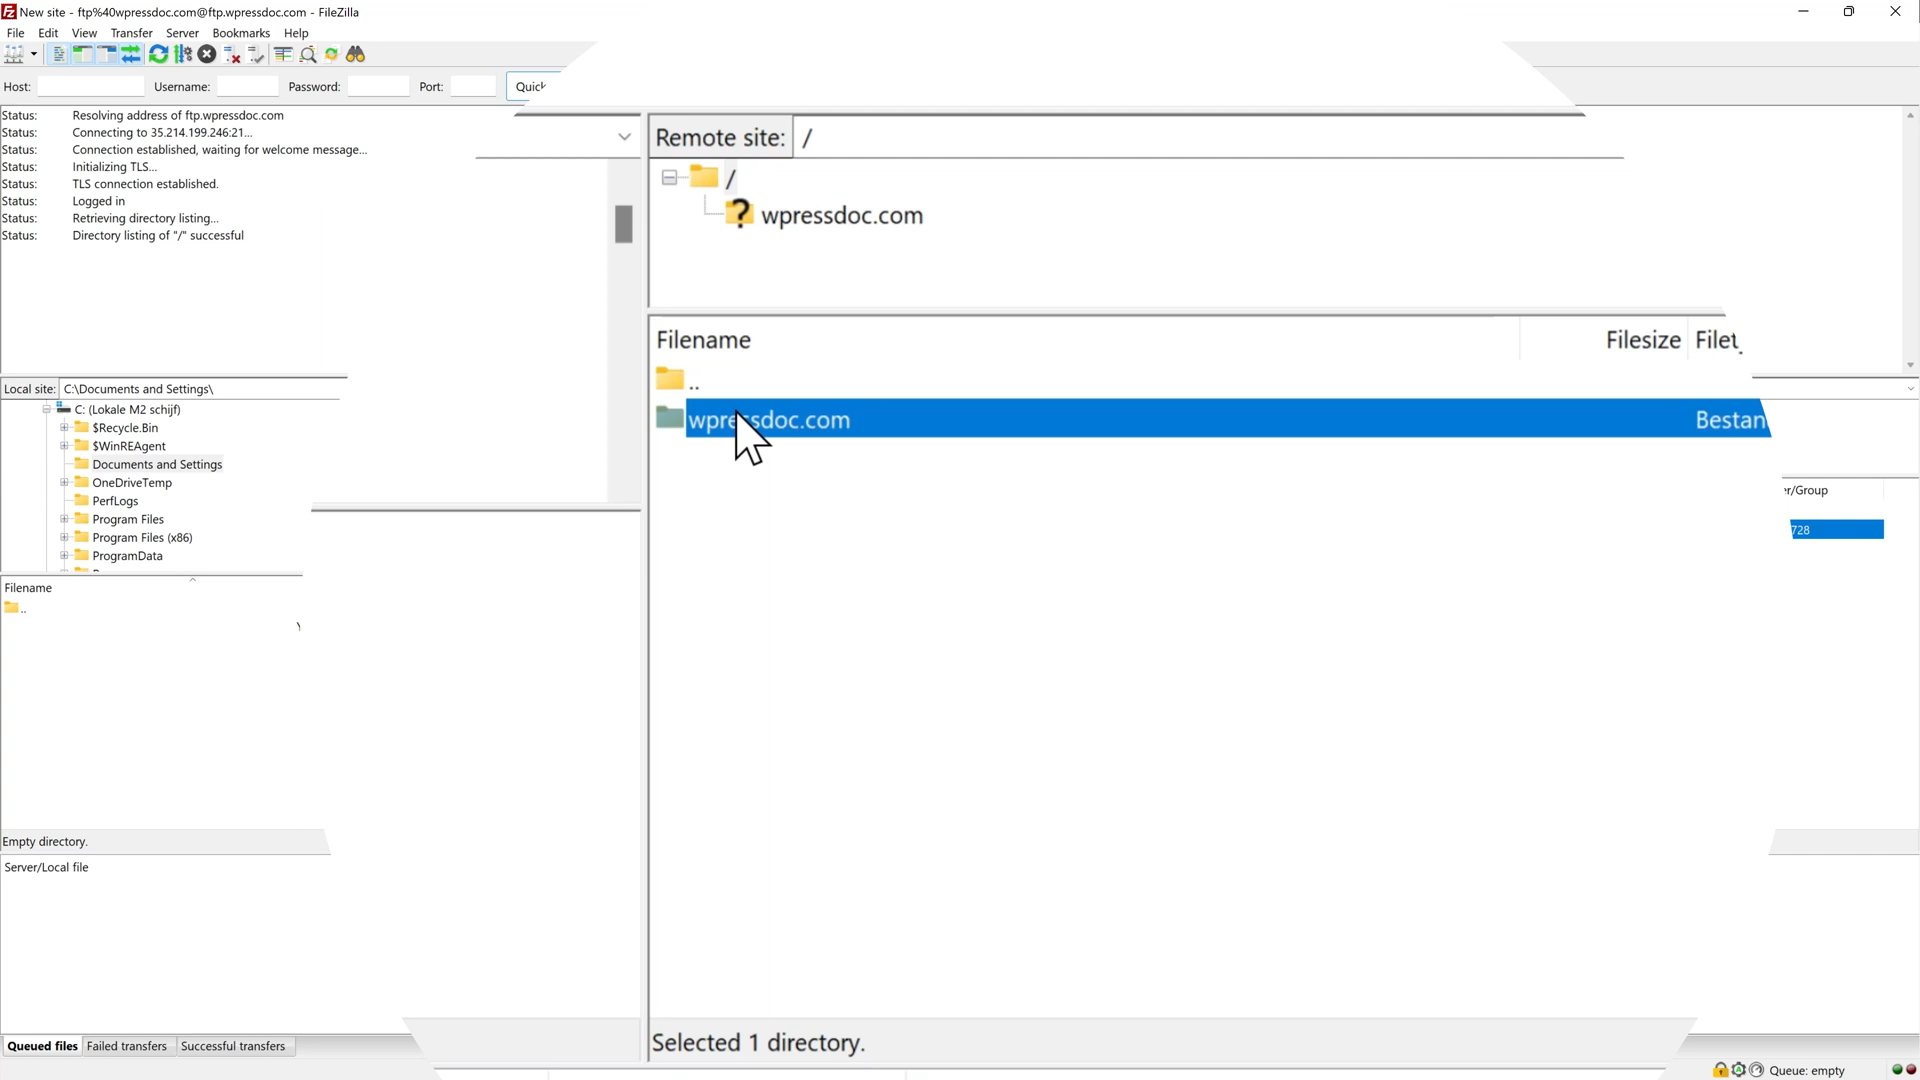 New site - ftp%40wpressdoc.com@ftp.wpressdoc.com - FileZilla
File Edit View Transfer Server Bookmarks Help
Host: Username: Password: Port:
Status: Resolving address of ftp.wpressdoc.com
Status: Connecting to 35.214.199.246:21...
Status: Connection established, waiting for welcome message...
Status: Initializing TLS...
Status: TLS connection established.
Status: Logged in
Status: Retrieving directory listing...
Status: Directory listing of "/" successful
Local site: C:\Documents and Settings\
C: (Lokale M2 schijf)
$Recycle.Bin
$WinREAgent
Documents and Settings
OneDriveTemp
PerfLogs
Program Files
Program Files (x86)
ProgramData
Filename
..
Empty directory.
Server/Local file
Queued files Failed transfers Successful transfers
Remote site: /
/
wpressdoc.com
Filename Filesize
..
wpressdoc.com
Selected 1 directory.
er/Group
728
Queue: empty